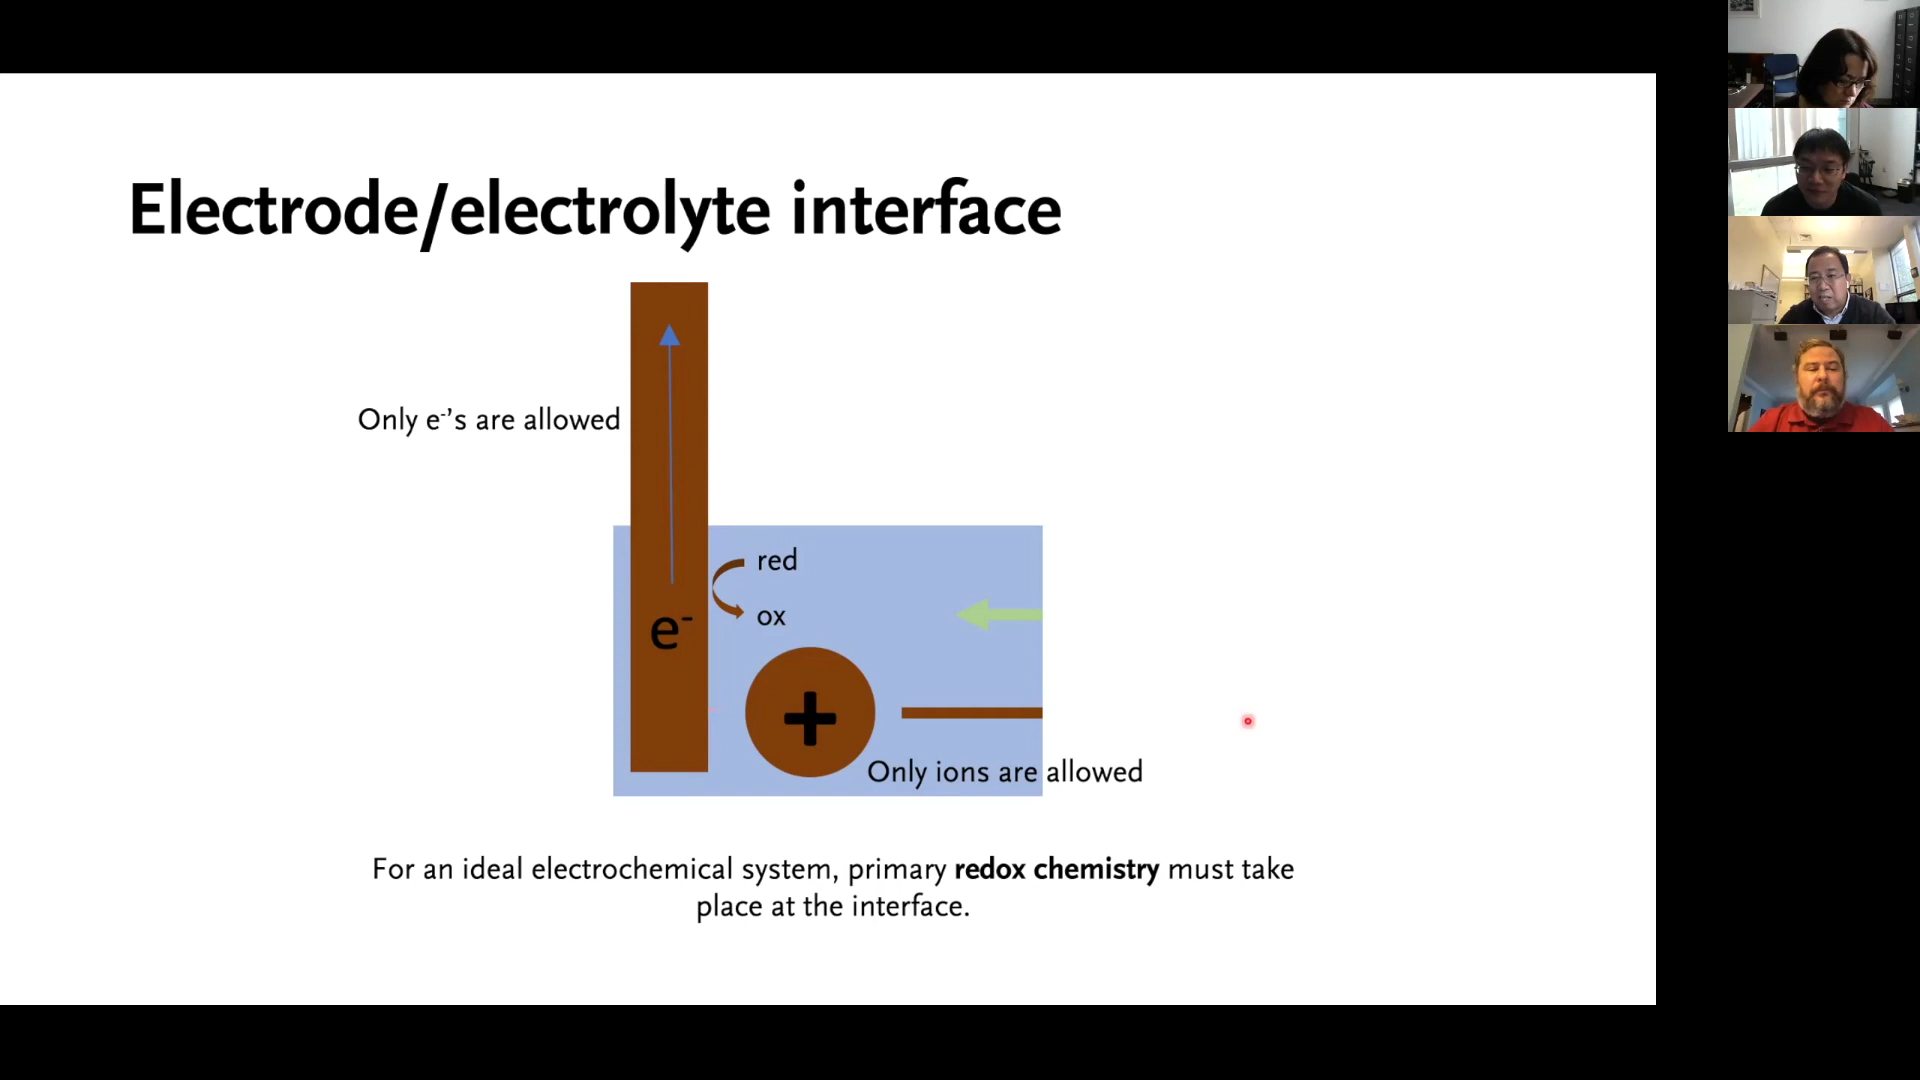 Electrode/electrolyte interface
Only e⁻'s are allowed
red
ox
e⁻
+
Only ions are allowed
For an ideal electrochemical system, primary redox chemistry must take
place at the interface.